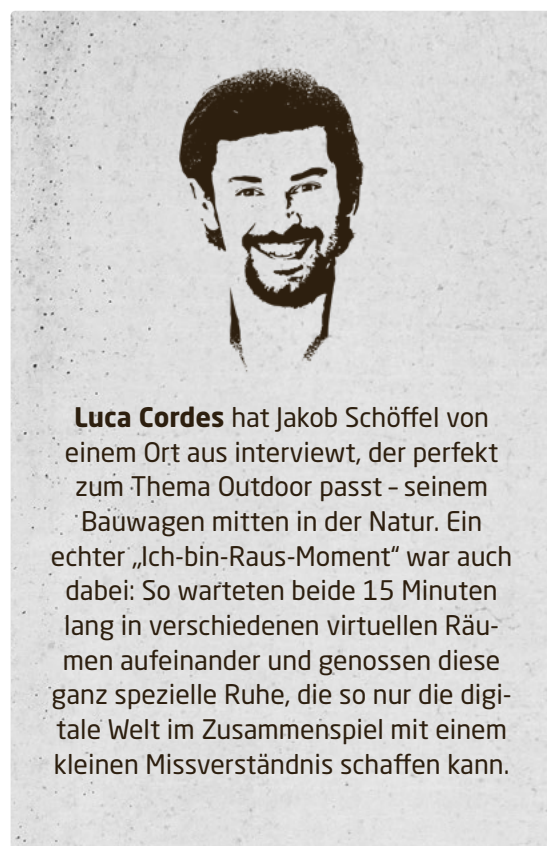 Luca Cordes hat Jakob Schöffel von
einem Ort aus interviewt, der perfekt
zum Thema Outdoor passt – seinem
Bauwagen mitten in der Natur. Ein
echter „Ich-bin-Raus-Moment“ war auch
dabei: So warteten beide 15 Minuten
lang in verschiedenen virtuellen Räu-
men aufeinander und genossen diese
ganz spezielle Ruhe, die so nur die digi-
tale Welt im Zusammenspiel mit einem
kleinen Missverständnis schaffen kann.